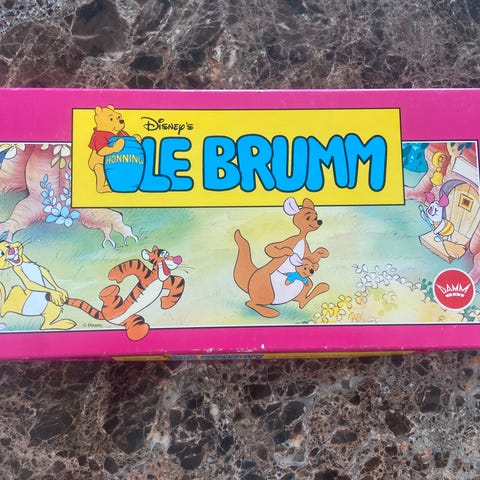 Disney's
HONNING
OLE BRUMM
DAMM
© Disney